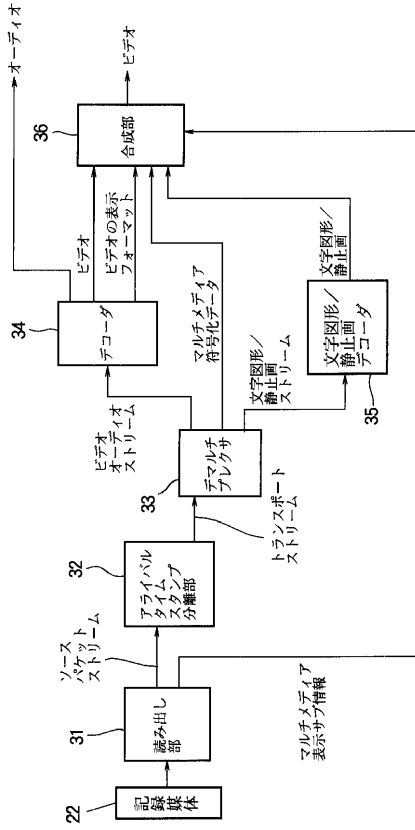 22
記録媒体
31
読み出し
部
ソース
パケット
ストリーム
マルチメディア
表示サブ情報
32
アライバル
タイム
スタンプ
分離部
トランスポート
ストリーム
33
デマルチ
プレクサ
ビデオ
オーディオ
ストリーム
マルチメディア
符号化データ
文字図形/
静止画
ストリーム
34
デコーダ
オーディオ
ビデオ
ビデオの表示
フォーマット
35
文字図形/
静止画
デコーダ
文字図形/
静止画
36
合成部
ビデオ